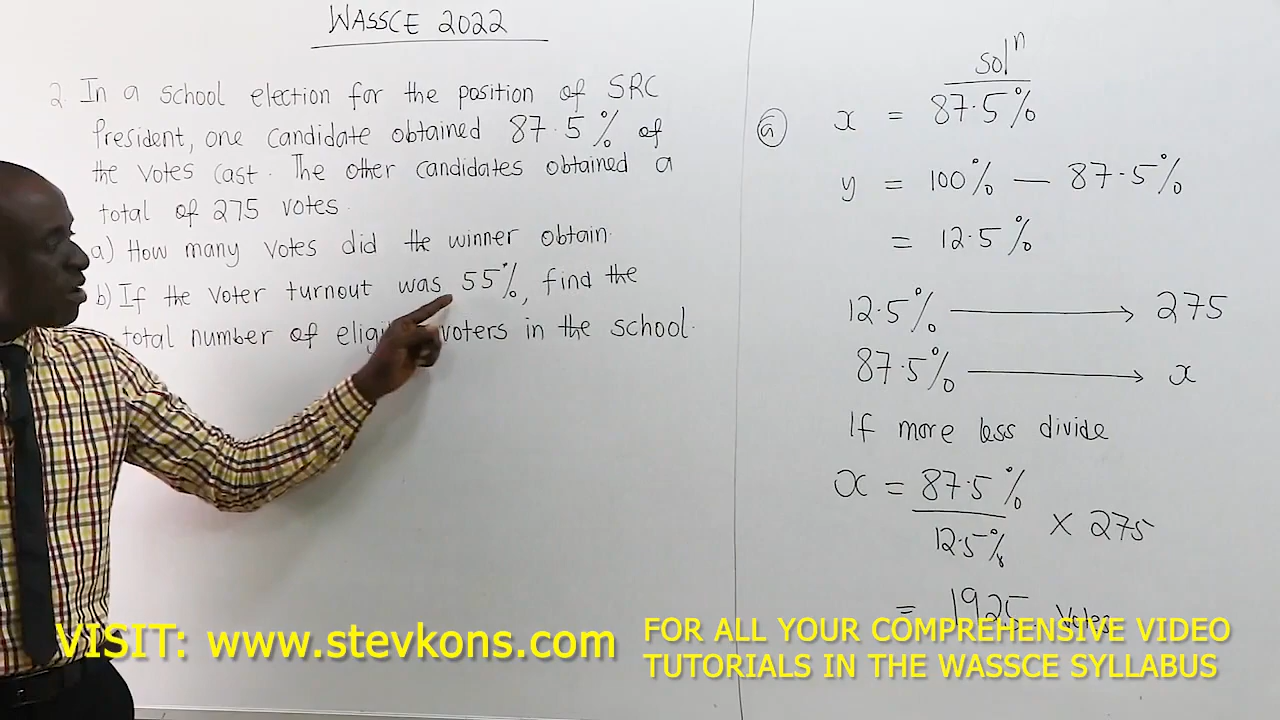 WASSCE 2022
2. In a school election for the position of SRC
President, one candidate obtained 87.5% of
the votes cast. The other candidates obtained a
total of 275 votes.
a) How many votes did the winner obtain.
b) If the voter turnout was 55%, find the
total number of voters in the school.
solⁿ
a x = 87.5%
y = 100% — 87.5%
= 12.5%
12.5% → 275
87.5% → x
If more less divide
x = 87.5%
12.5% × 275
= 1925 votes
VISIT: www.stevkons.com
FOR ALL YOUR COMPREHENSIVE VIDEO
TUTORIALS IN THE WASSCE SYLLABUS